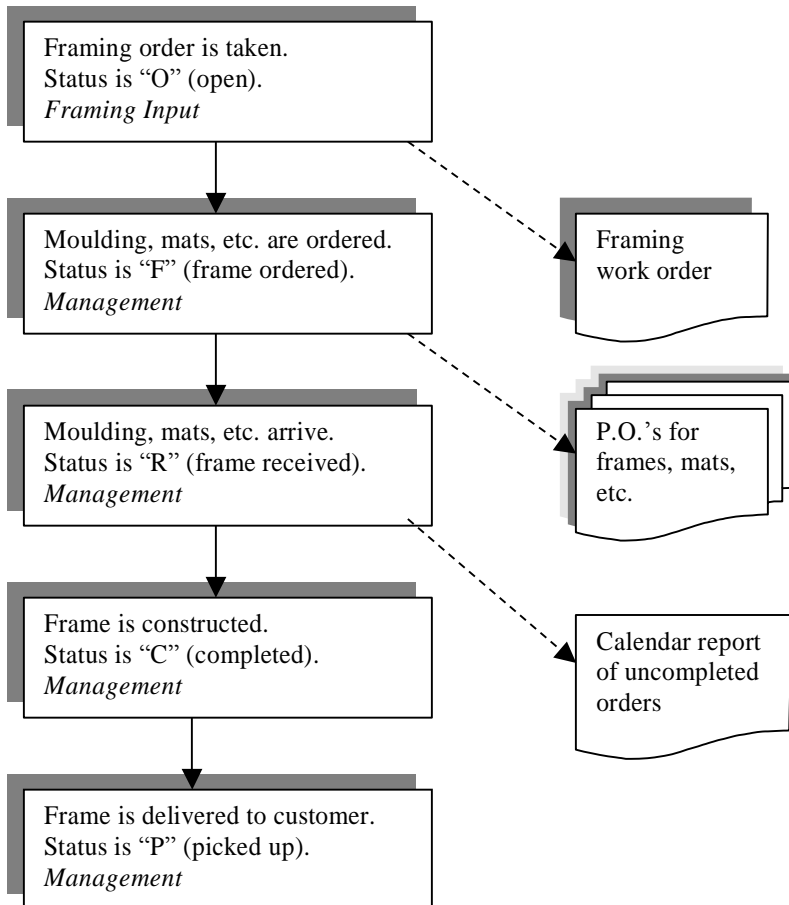 Framing order is taken.
Status is “O” (open).
Framing Input
Moulding, mats, etc. are ordered.
Status is “F” (frame ordered).
Management
Framing
work order
Moulding, mats, etc. arrive.
Status is “R” (frame received).
Management
P.O.’s for
frames, mats,
etc.
Frame is constructed.
Status is “C” (completed).
Management
Calendar report
of uncompleted
orders
Frame is delivered to customer.
Status is “P” (picked up).
Management